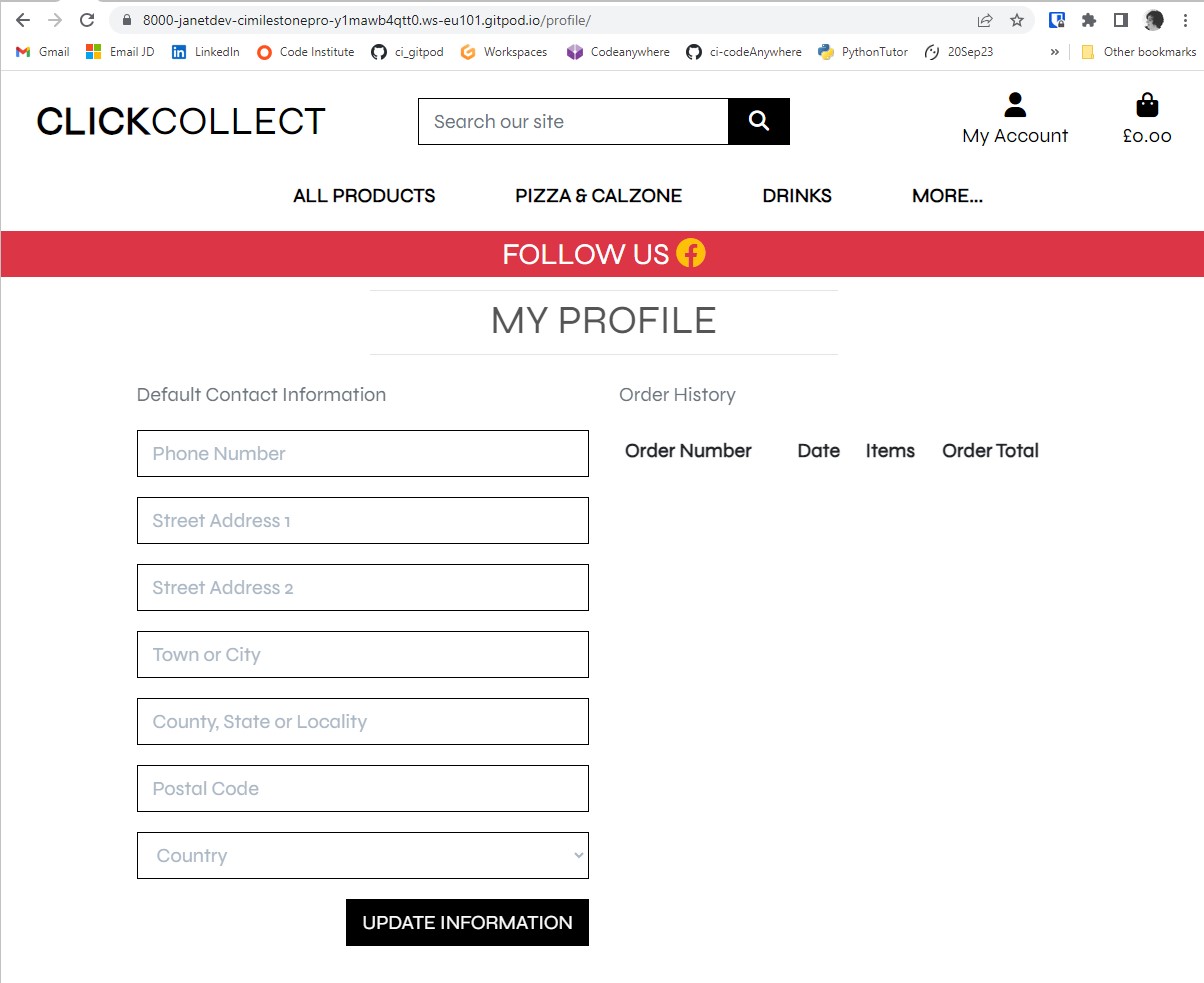 8000-janetdev-cimilestonepro-y1mawb4qtt0.ws-eu101.gitpod.io/profile/
Gmail Email JD LinkedIn Code Institute ci_gitpod Workspaces Codeanywhere ci-codeAnywhere PythonTutor 20Sep23 » Other bookmarks
CLICKCOLLECT
Search our site
My Account
£0.00
ALL PRODUCTS PIZZA & CALZONE DRINKS MORE...
FOLLOW US
MY PROFILE
Default Contact Information
Phone Number
Street Address 1
Street Address 2
Town or City
County, State or Locality
Postal Code
Country
UPDATE INFORMATION
Order History
Order Number Date Items Order Total